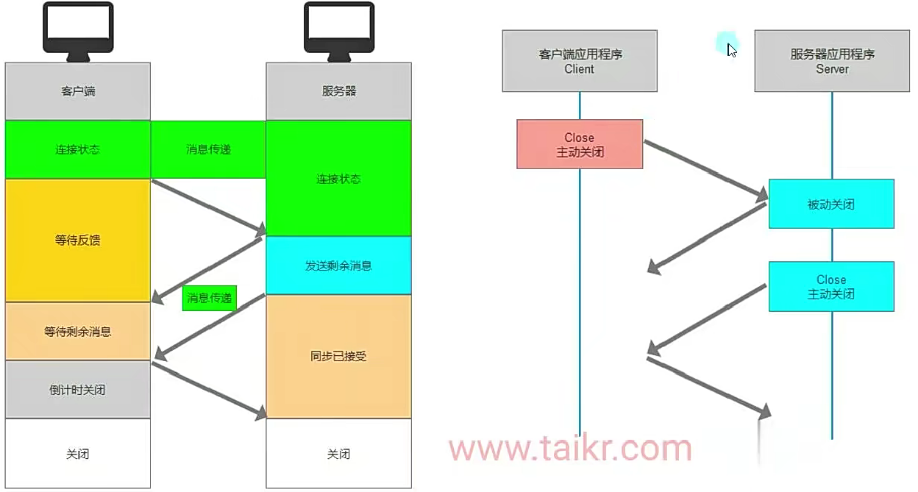 客户端
服务器
连接状态
消息传递
连接状态
等待反馈
发送剩余消息
消息传递
等待剩余消息
同步已接受
倒计时关闭
关闭
关闭
客户端应用程序
Client
服务器应用程序
Server
Close
主动关闭
被动关闭
Close
主动关闭
www.taikr.com